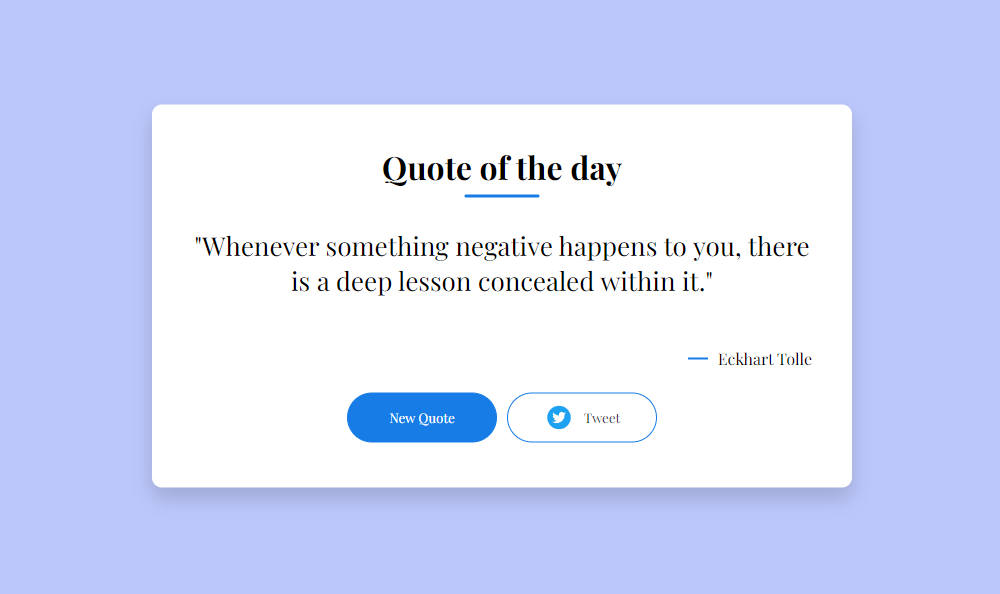 Quote of the day
"Whenever something negative happens to you, there
is a deep lesson concealed within it."
Eckhart Tolle
New Quote
Tweet